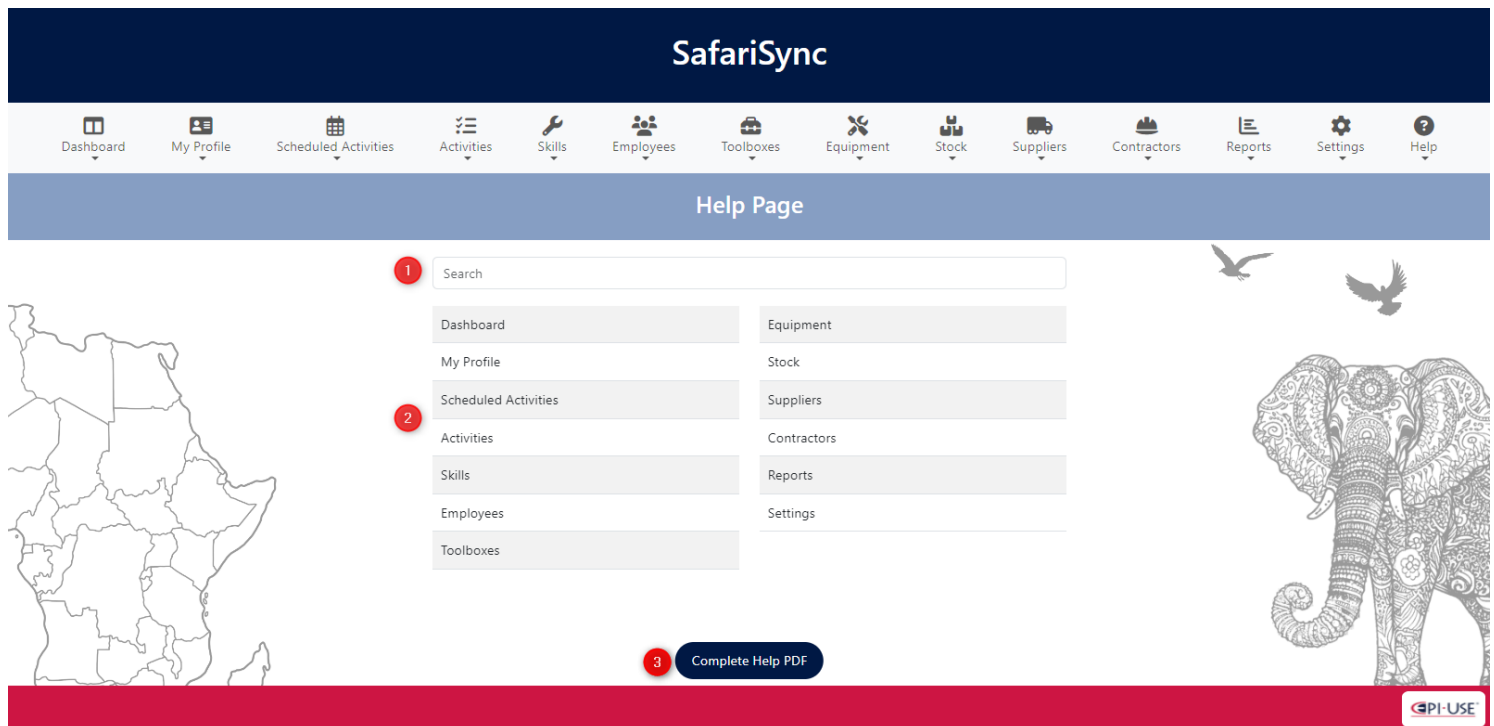 SafariSync
Dashboard My Profile Scheduled Activities Activities Skills Employees Toolboxes Equipment Stock Suppliers Contractors Reports Settings Help
Help Page
1 Search
Dashboard Equipment
My Profile Stock
Scheduled Activities Suppliers
2
Activities Contractors
Skills Reports
Employees Settings
Toolboxes
3 Complete Help PDF
EPI-USE